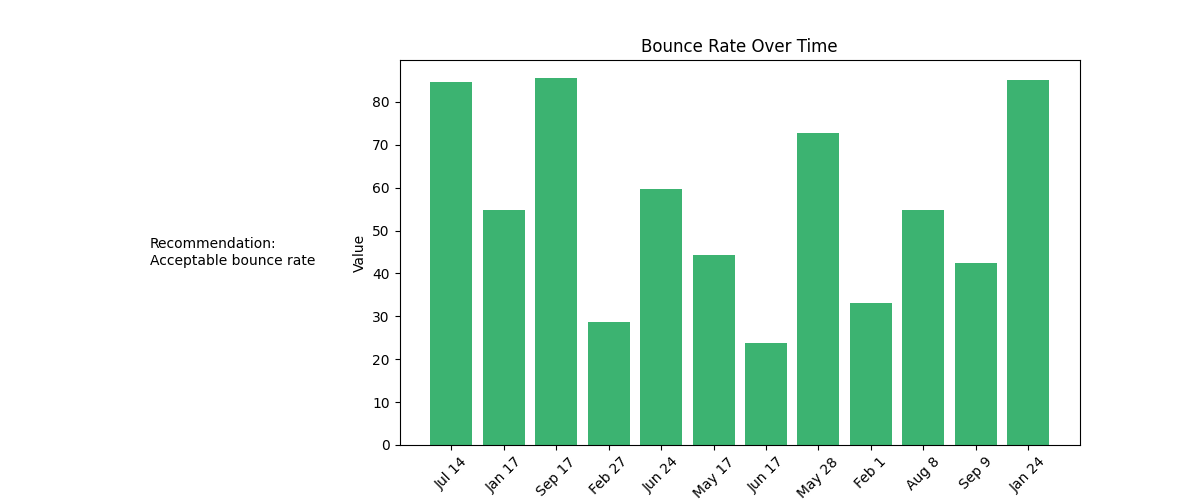 Bounce Rate Over Time
Recommendation:
Acceptable bounce rate
Value
80
70
60
50
40
30
20
10
0
Jul 14
Jan 17
Sep 17
Feb 27
Jun 24
May 17
Jun 17
May 28
Feb 1
Aug 8
Sep 9
Jan 24